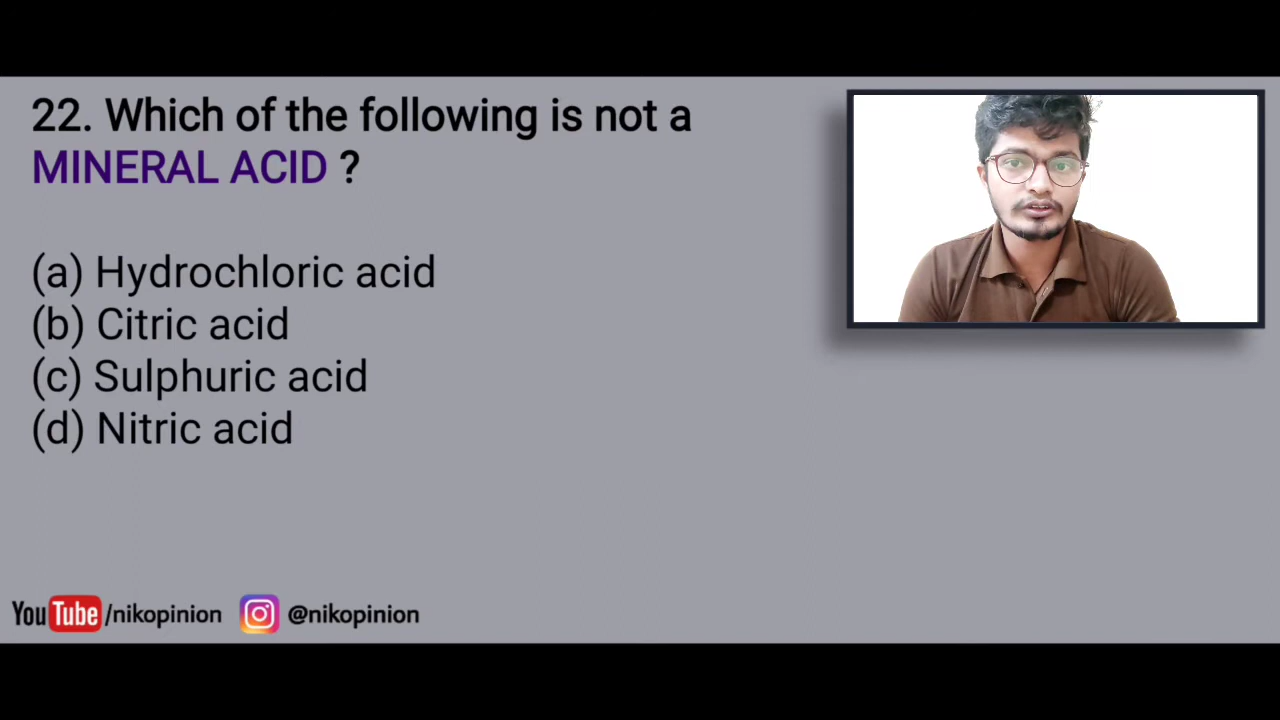 22. Which of the following is not a
MINERAL ACID ?
(a) Hydrochloric acid
(b) Citric acid
(c) Sulphuric acid
(d) Nitric acid
YouTube/nikopinion @nikopinion